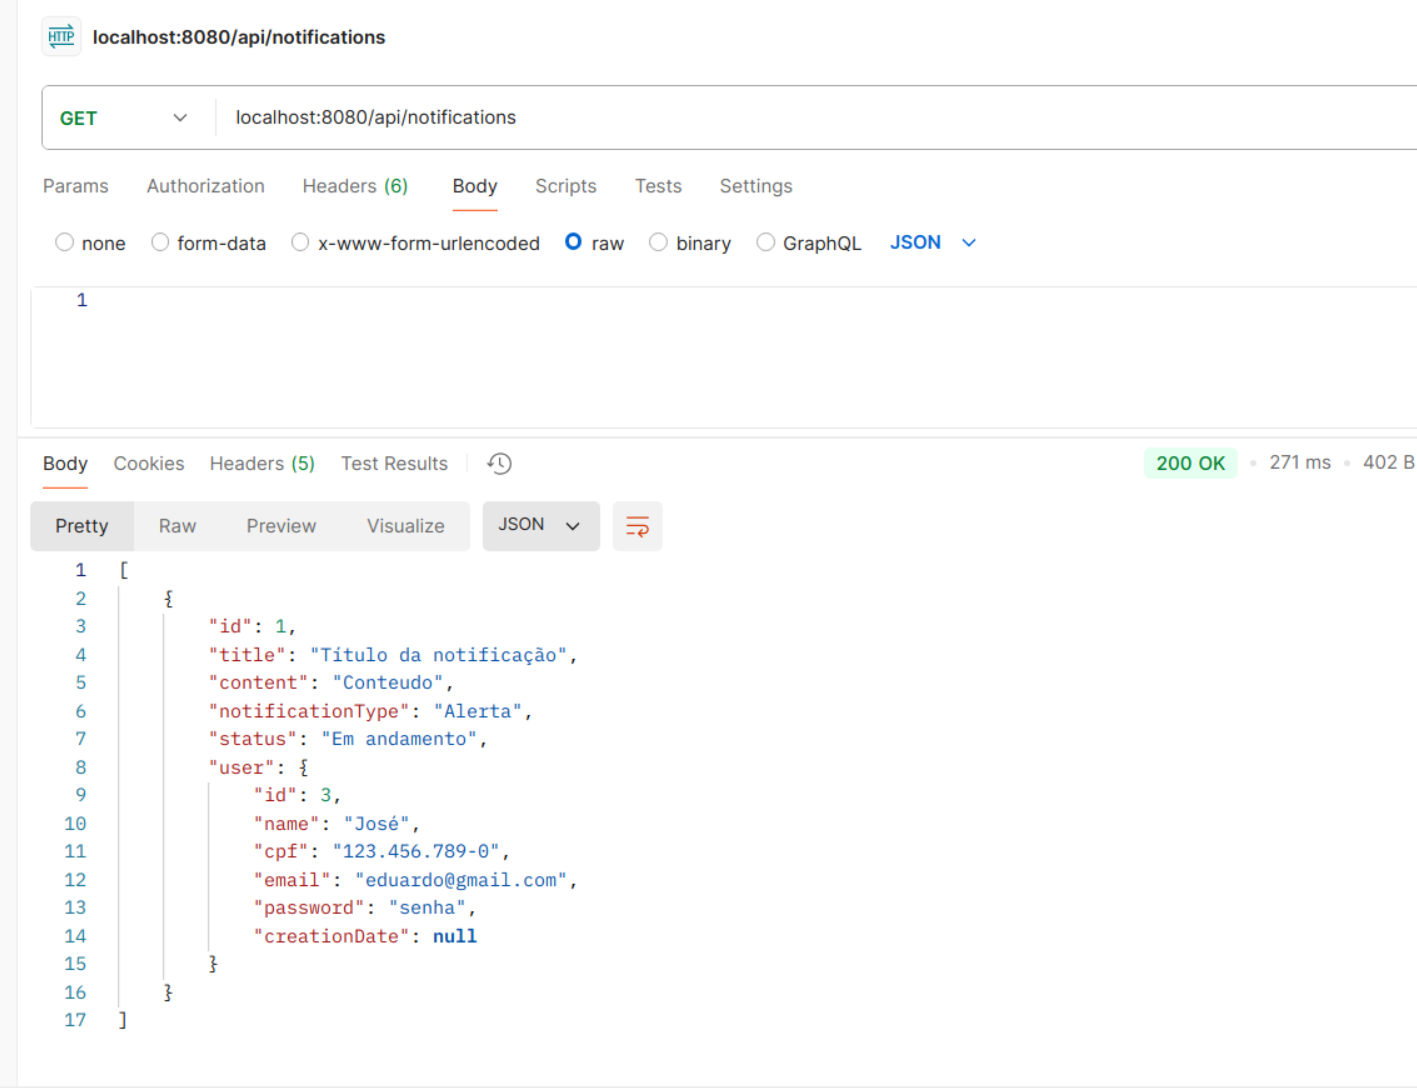 HTTP localhost:8080/api/notifications
GET localhost:8080/api/notifications
Params Authorization Headers (6) Body Scripts Tests Settings
none form-data x-www-form-urlencoded raw binary GraphQL JSON
1
Body Cookies Headers (5) Test Results 200 OK • 271 ms • 402 B
Pretty Raw Preview Visualize JSON
1 [
2 {
3 "id": 1,
4 "title": "Título da notificação",
5 "content": "Conteudo",
6 "notificationType": "Alerta",
7 "status": "Em andamento",
8 "user": {
9 "id": 3,
10 "name": "José",
11 "cpf": "123.456.789-0",
12 "email": "eduardo@gmail.com",
13 "password": "senha",
14 "creationDate": null
15 }
16 }
17 ]